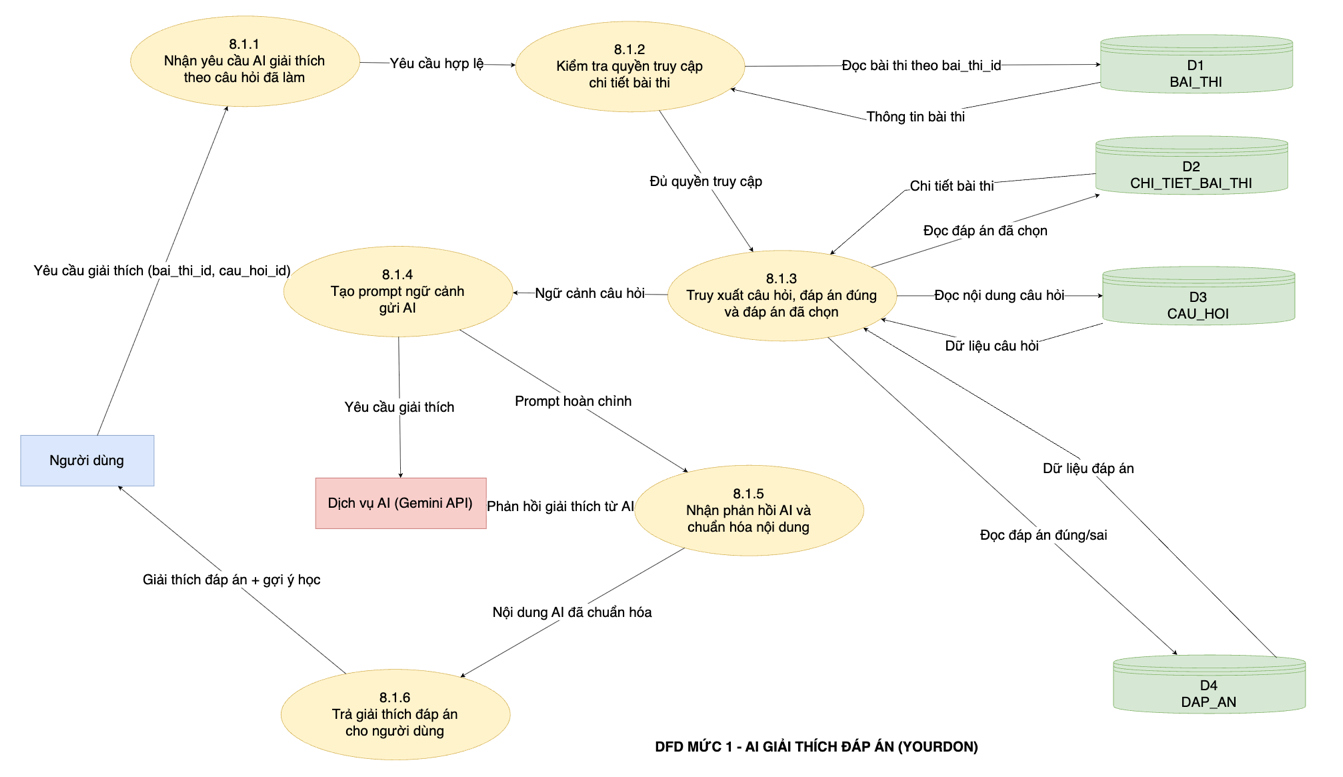 8.1.1
Nhận yêu cầu AI giải thích
theo câu hỏi đã làm
Yêu cầu hợp lệ
8.1.2
Kiểm tra quyền truy cập
chi tiết bài thi
Đọc bài thi theo bai_thi_id
D1
BAI_THI
Thông tin bài thi
Đủ quyền truy cập
Chi tiết bài thi
D2
CHI_TIET_BAI_THI
Đọc đáp án đã chọn
Yêu cầu giải thích (bai_thi_id, cau_hoi_id)
8.1.4
Tạo prompt ngữ cảnh
gửi AI
Ngữ cảnh câu hỏi
8.1.3
Truy xuất câu hỏi, đáp án đúng
và đáp án đã chọn
Đọc nội dung câu hỏi
D3
CAU_HOI
Dữ liệu câu hỏi
Yêu cầu giải thích
Prompt hoàn chỉnh
Người dùng
Dữ liệu đáp án
Dịch vụ AI (Gemini API)
Phản hồi giải thích từ AI
8.1.5
Nhận phản hồi AI và
chuẩn hóa nội dung
Đọc đáp án đúng/sai
Giải thích đáp án + gợi ý học
Nội dung AI đã chuẩn hóa
8.1.6
Trả giải thích đáp án
cho người dùng
D4
DAP_AN
DFD MỨC 1 - AI GIẢI THÍCH ĐÁP ÁN (YOURDON)